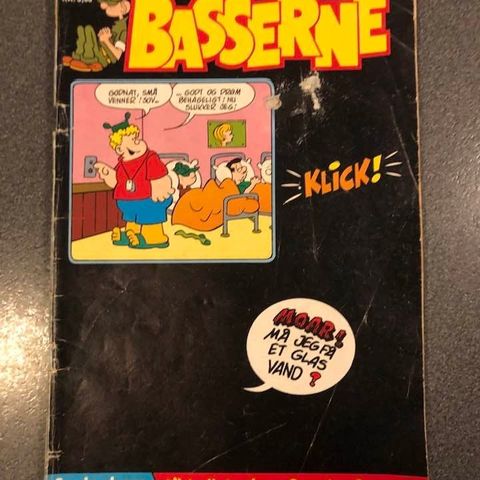 BASSERNE
GODNAT, SMÅ
VENNER! SOV...
... GODT OG DRØM
BEHAGELIGT! NU
SLUKKER JEG!
KLICK!
MOAR!
MÅ JEG FÅ
ET GLAS
VAND?